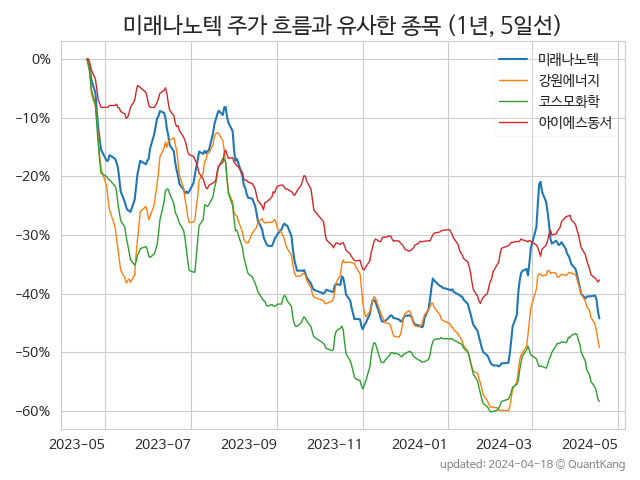 미래나노텍 주가 흐름과 유사한 종목 (1년, 5일선)
0%
−10%
−20%
−30%
−40%
−50%
−60%
미래나노텍
강원에너지
코스모화학
아이에스동서
2023-05 2023-07 2023-09 2023-11 2024-01 2024-03 2024-05
updated: 2024-04-18 © QuantKang